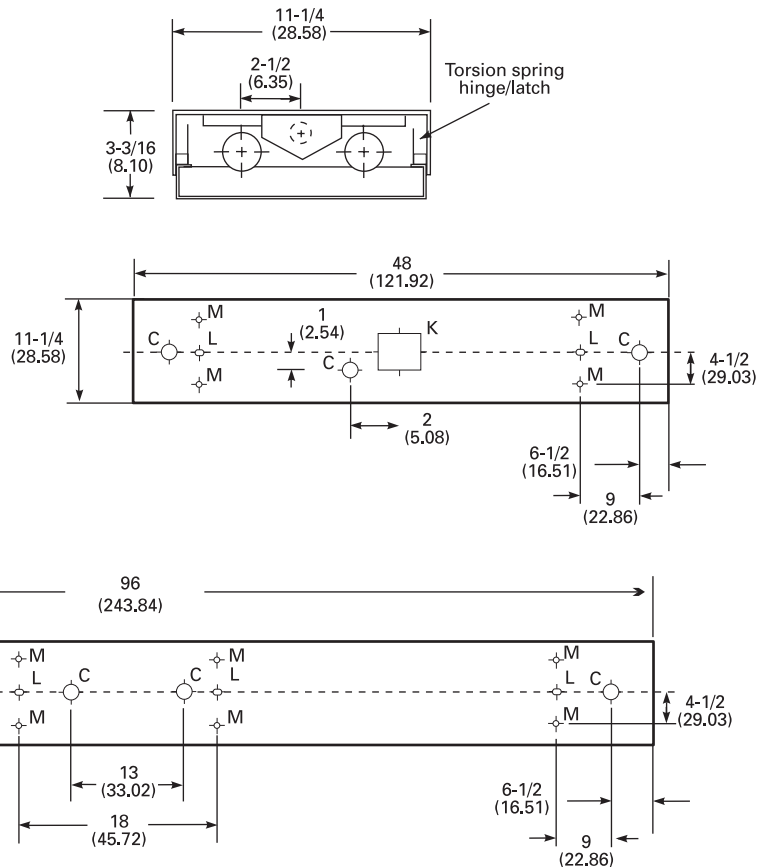 11-1/4
(28.58)
2-1/2
(6.35)
Torsion spring
hinge/latch
3-3/16
(8.10)
48
(121.92)
11-1/4
(28.58)
M
M
1
(2.54)
K
C
L
L
C
C
M
M
4-1/2
(29.03)
2
(5.08)
6-1/2
(16.51)
9
(22.86)
96
(243.84)
M
M
M
L
C
C
L
L
C
M
M
M
4-1/2
(29.03)
13
(33.02)
6-1/2
(16.51)
18
(45.72)
9
(22.86)